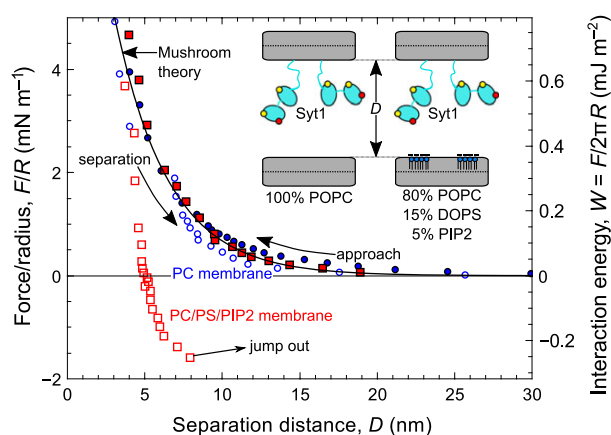 Force/radius, F/R (mN m⁻¹)
4
2
0
−2
Mushroom
theory
separation
PC membrane
PC/PS/PIP2 membrane
jump out
approach
Syt1
Syt1
D
100% POPC
80% POPC
15% DOPS
5% PIP2
0.6
0.4
0.2
0
−0.2
Interaction energy, W = F/2πR (mJ m⁻²)
0
5
10
15
20
25
30
Separation distance, D (nm)